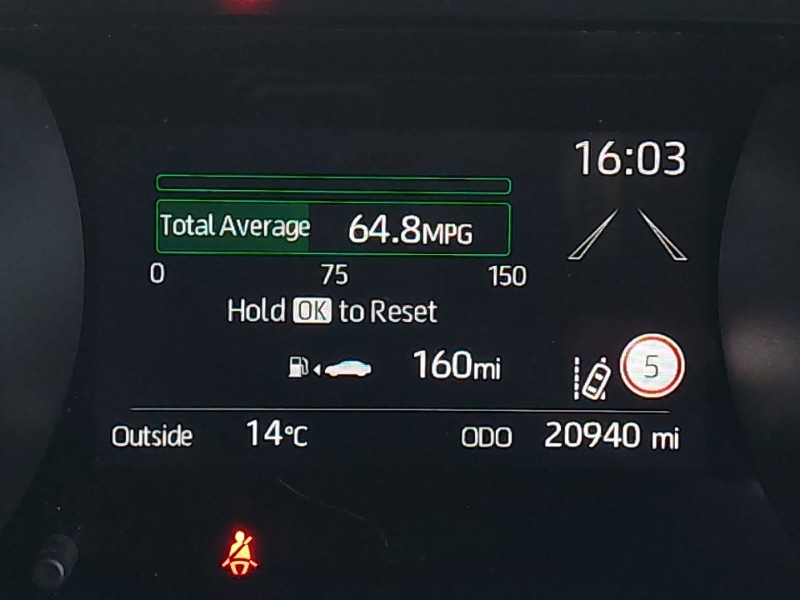 16:03
Total Average 64.8MPG
0 75 150
Hold OK to Reset
160mi
5
Outside 14°C ODO 20940 mi